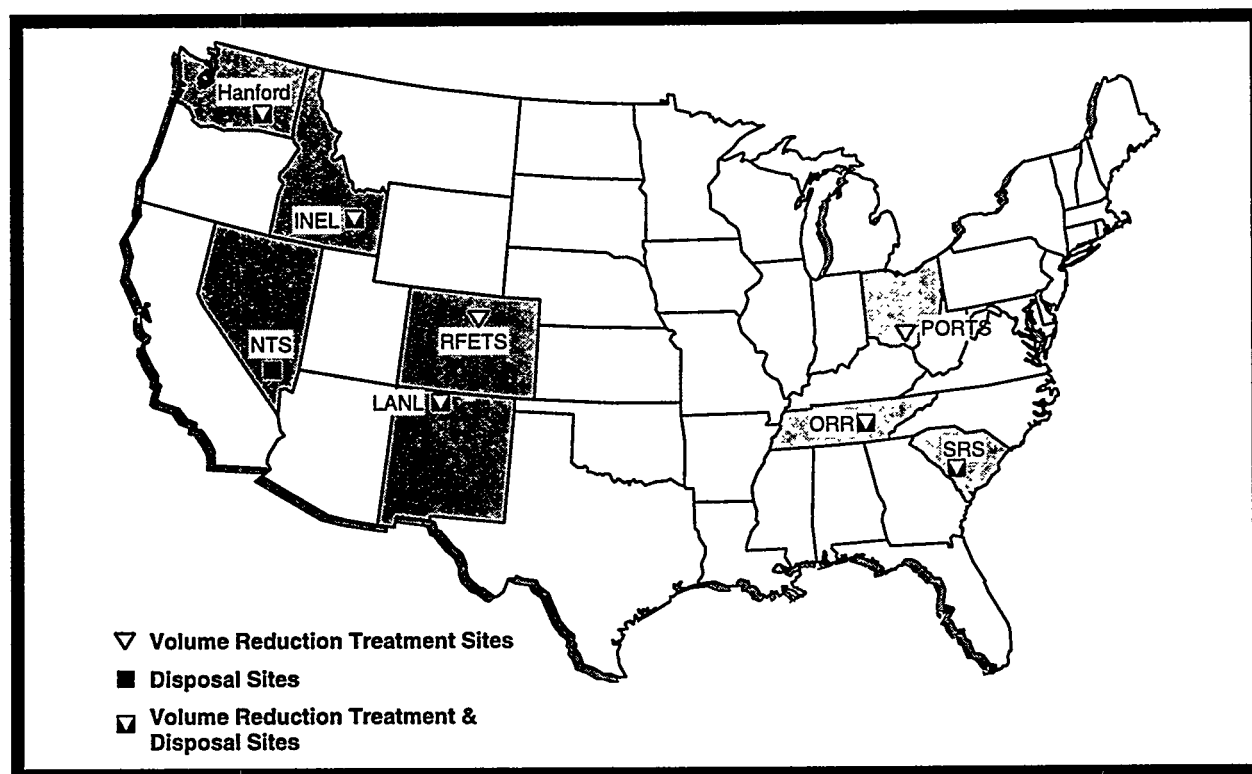 Hanford
INEL
NTS
RFETS
LANL
PORTS
ORR
SRS
Volume Reduction Treatment Sites
Disposal Sites
Volume Reduction Treatment &
Disposal Sites